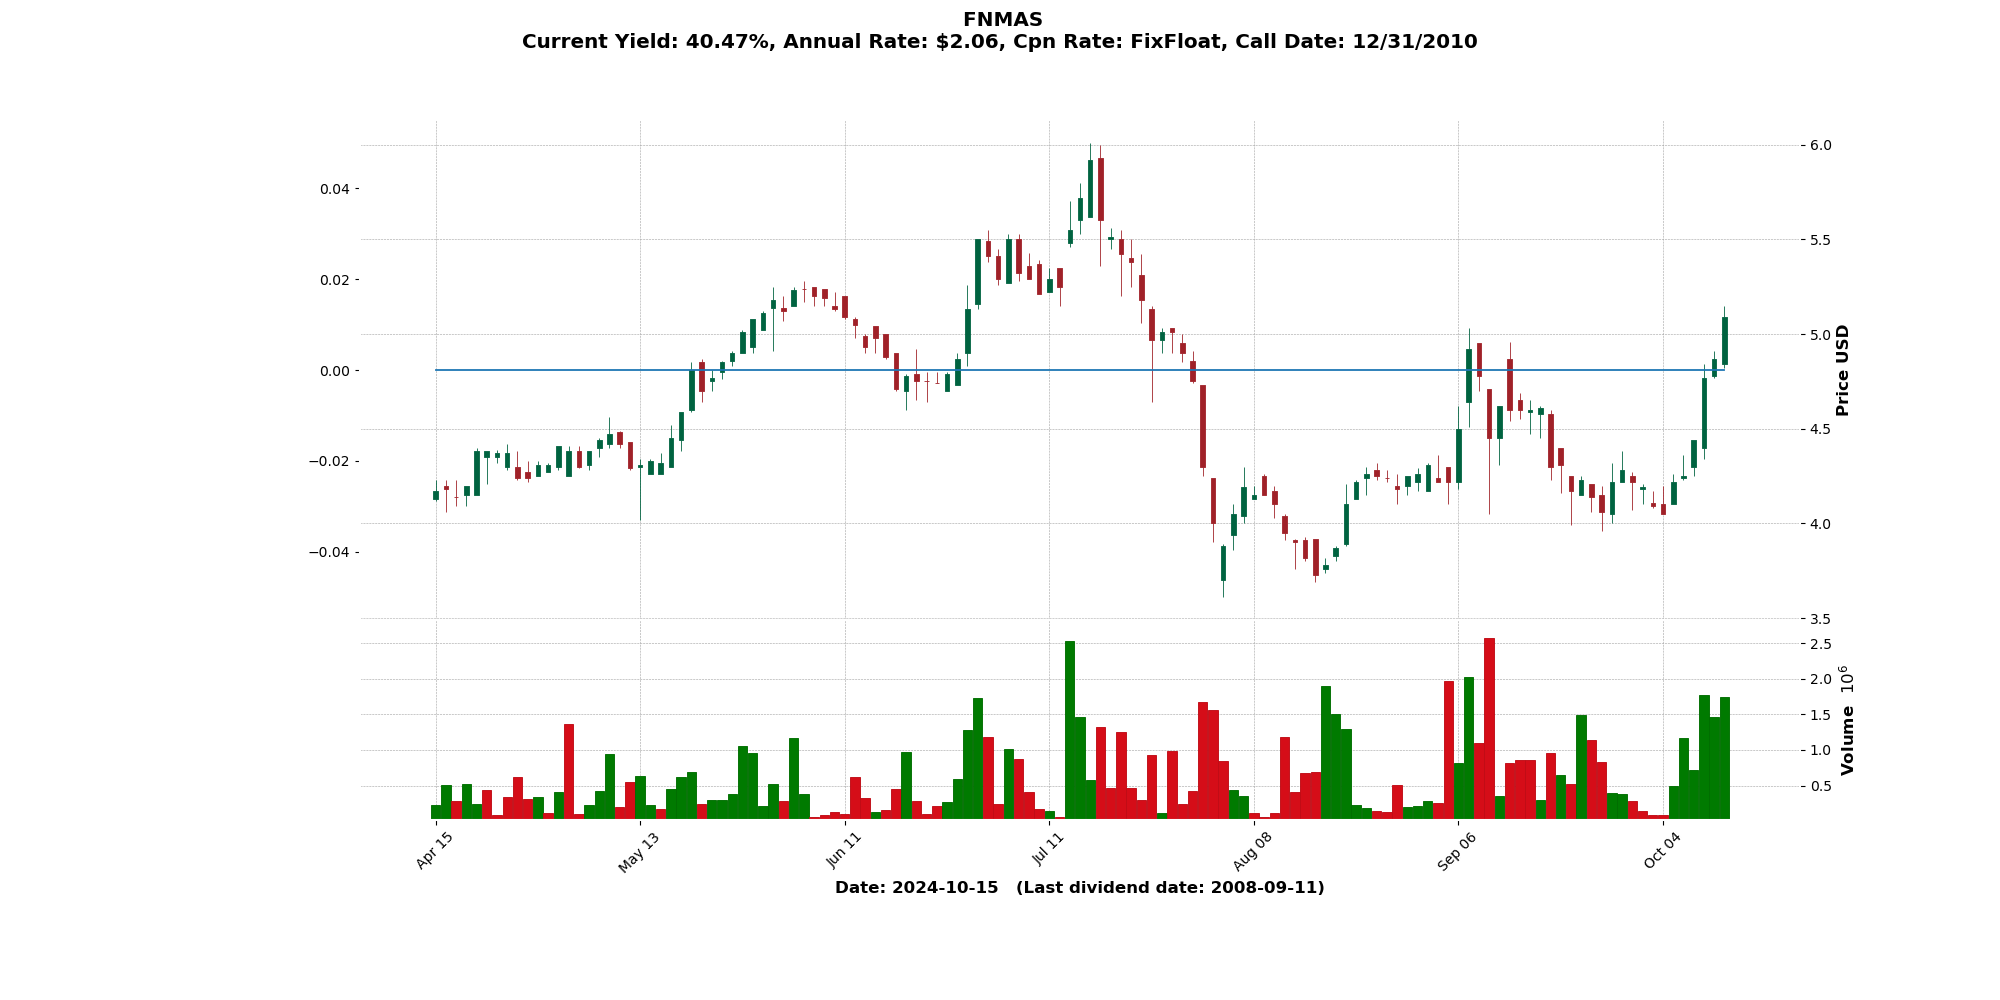 FNMAS
Current Yield: 40.47%, Annual Rate: $2.06, Cpn Rate: FixFloat, Call Date: 12/31/2010
0.04
0.02
0.00
−0.02
−0.04
6.0
5.5
5.0
4.5
4.0
3.5
Price USD
2.5
2.0
1.5
1.0
0.5
Volume 10^6
Apr 15
May 13
Jun 11
Jul 11
Aug 08
Sep 06
Oct 04
Date: 2024-10-15 (Last dividend date: 2008-09-11)